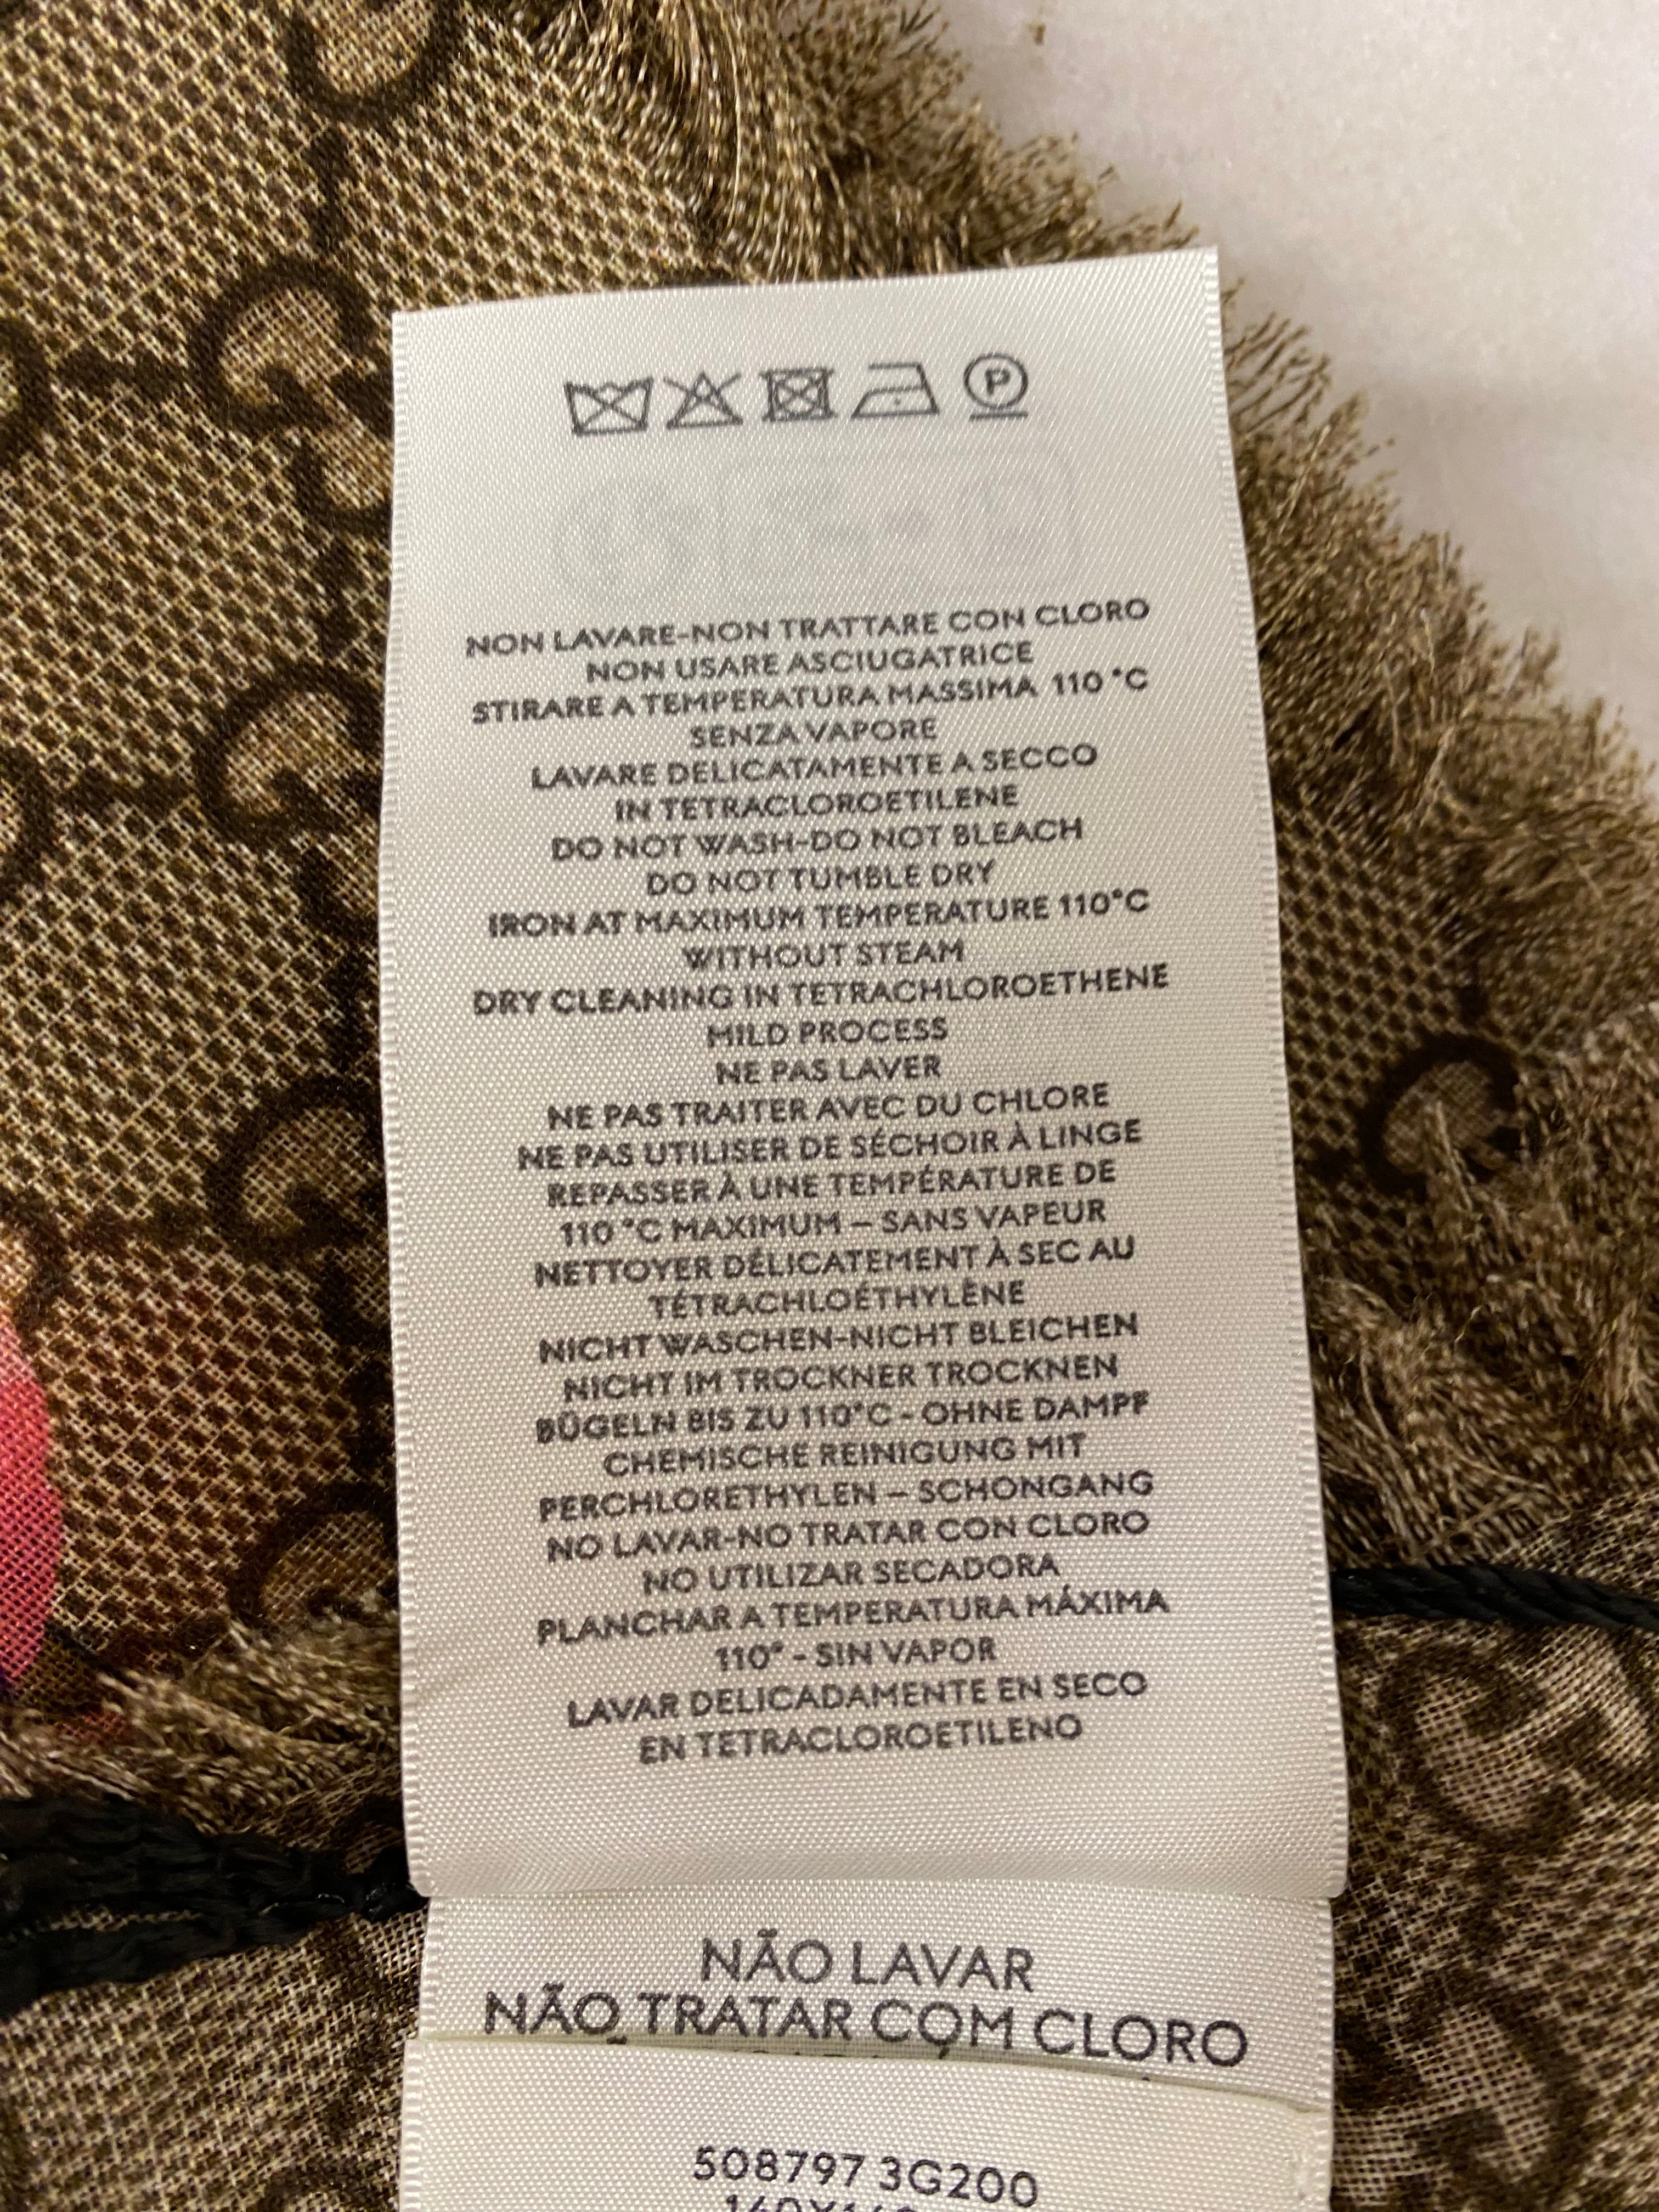 P
NON LAVARE-NON TRATTARE CON CLORO
NON USARE ASCIUGATRICE
STIRARE A TEMPERATURA MASSIMA 110 °C
SENZA VAPORE
LAVARE DELICATAMENTE A SECCO
IN TETRACLOROETILENE
DO NOT WASH-DO NOT BLEACH
DO NOT TUMBLE DRY
IRON AT MAXIMUM TEMPERATURE 110°C
WITHOUT STEAM
DRY CLEANING IN TETRACHLOROETHENE
MILD PROCESS
NE PAS LAVER
NE PAS TRAITER AVEC DU CHLORE
NE PAS UTILISER DE SÉCHOIR À LINGE
REPASSER À UNE TEMPÉRATURE DE
110 °C MAXIMUM – SANS VAPEUR
NETTOYER DÉLICATEMENT À SEC AU
TÉTRACHLOÉTHYLÈNE
NICHT WASCHEN-NICHT BLEICHEN
NICHT IM TROCKNER TROCKNEN
BÜGELN BIS ZU 110°C - OHNE DAMPF
CHEMISCHE REINIGUNG MIT
PERCHLORETHYLEN – SCHONGANG
NO LAVAR-NO TRATAR CON CLORO
NO UTILIZAR SECADORA
PLANCHAR A TEMPERATURA MÁXIMA
110° - SIN VAPOR
LAVAR DELICADAMENTE EN SECO
EN TETRACLOROETILENO
NÃO LAVAR
NÃO TRATAR COM CLORO
508797 3G200